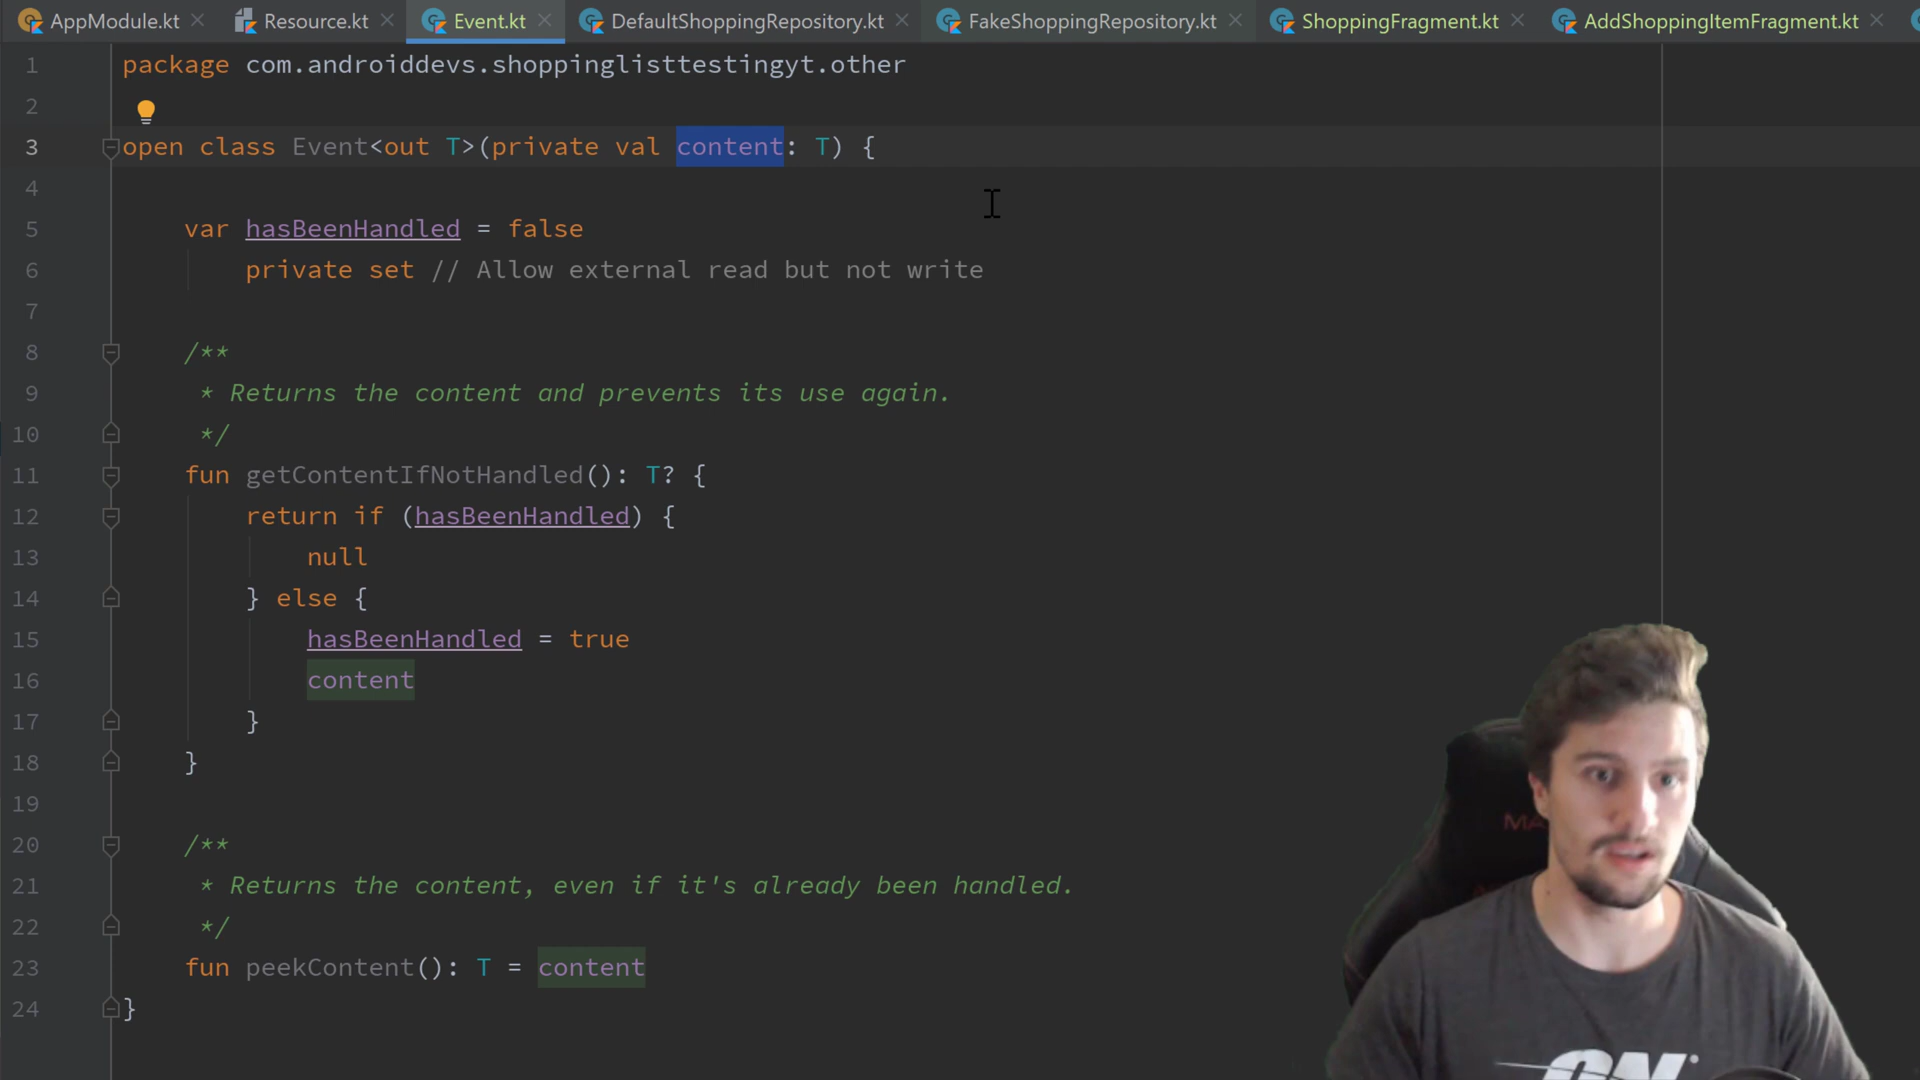 AppModule.kt
Resource.kt
Event.kt
DefaultShoppingRepository.kt
FakeShoppingRepository.kt
ShoppingFragment.kt
AddShoppingItemFragment.kt
1 package com.androiddevs.shoppinglisttestingyt.other
2
3 open class Event<out T>(private val content: T) {
4
5 var hasBeenHandled = false
6 private set // Allow external read but not write
7
8 /**
9 * Returns the content and prevents its use again.
10 */
11 fun getContentIfNotHandled(): T? {
12 return if (hasBeenHandled) {
13 null
14 } else {
15 hasBeenHandled = true
16 content
17 }
18 }
19
20 /**
21 * Returns the content, even if it's already been handled.
22 */
23 fun peekContent(): T = content
24 }